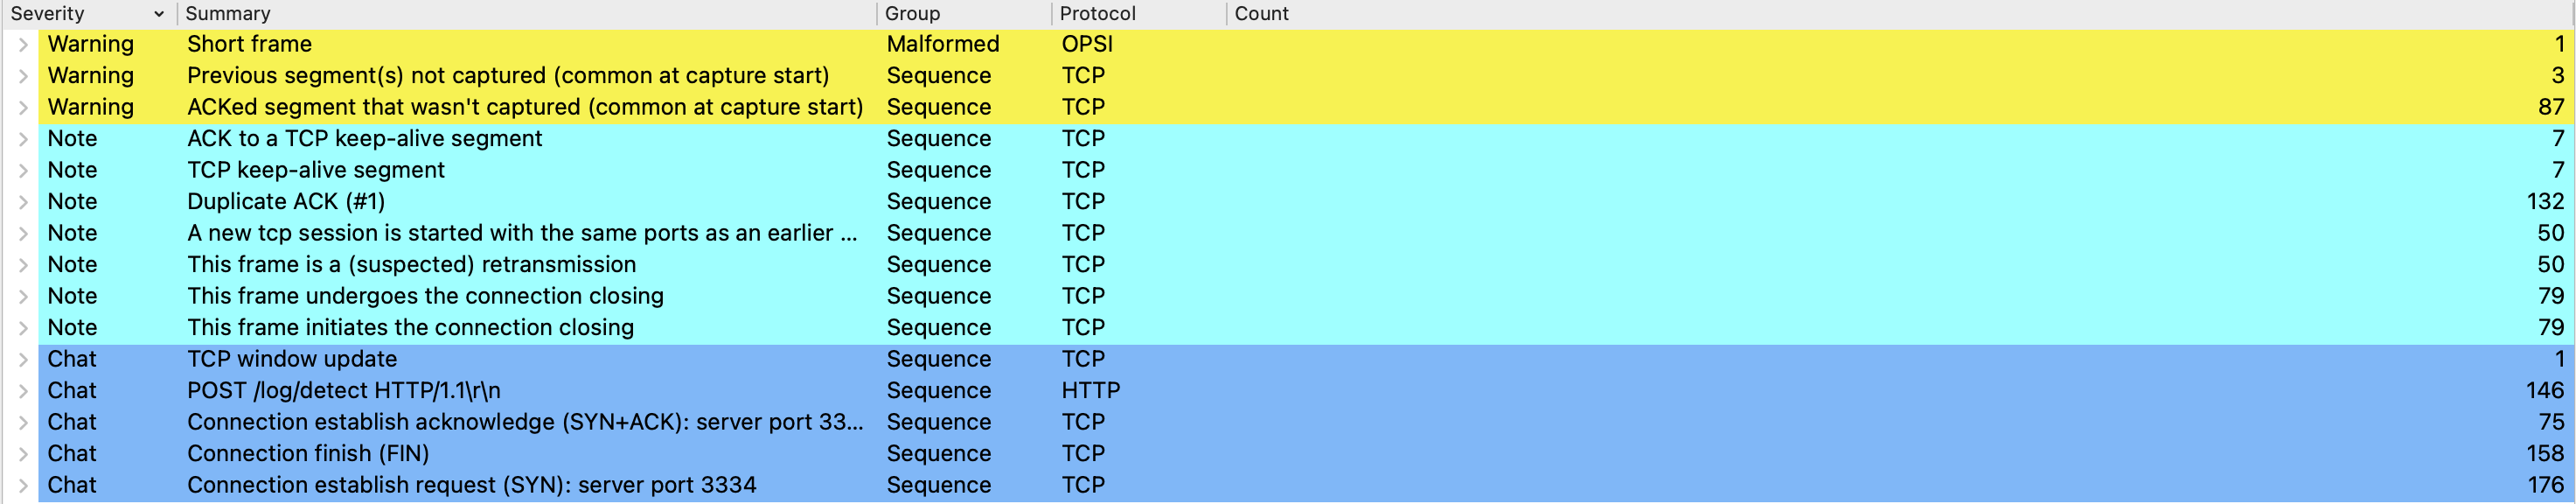 Severity Summary Group Protocol Count
Warning Short frame Malformed OPSI 1
Warning Previous segment(s) not captured (common at capture start) Sequence TCP 3
Warning ACKed segment that wasn't captured (common at capture start) Sequence TCP 87
Note ACK to a TCP keep-alive segment Sequence TCP 7
Note TCP keep-alive segment Sequence TCP 7
Note Duplicate ACK (#1) Sequence TCP 132
Note A new tcp session is started with the same ports as an earlier ... Sequence TCP 50
Note This frame is a (suspected) retransmission Sequence TCP 50
Note This frame undergoes the connection closing Sequence TCP 79
Note This frame initiates the connection closing Sequence TCP 79
Chat TCP window update Sequence TCP 1
Chat POST /log/detect HTTP/1.1\r\n Sequence HTTP 146
Chat Connection establish acknowledge (SYN+ACK): server port 33... Sequence TCP 75
Chat Connection finish (FIN) Sequence TCP 158
Chat Connection establish request (SYN): server port 3334 Sequence TCP 176